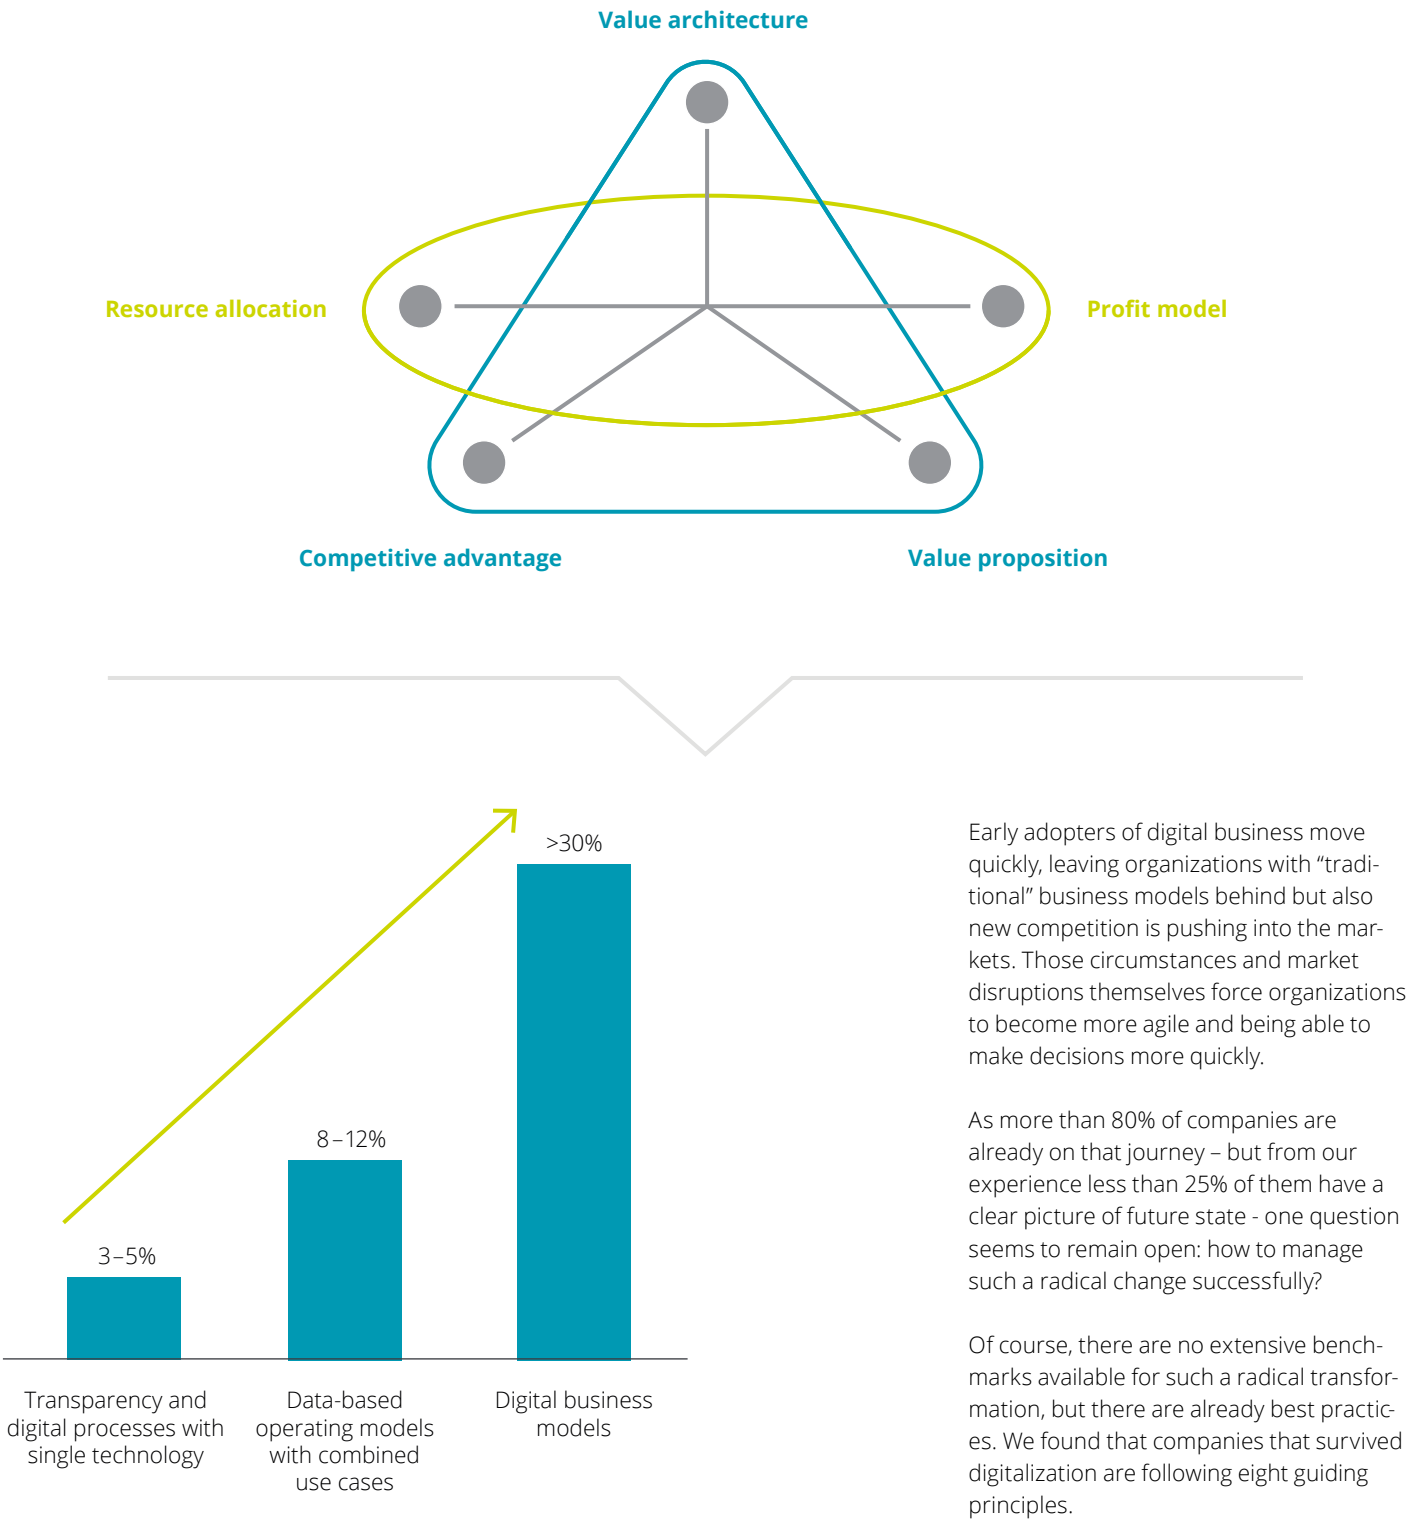 Value architecture
Resource allocation
Profit model
Competitive advantage
Value proposition
>30%
8–12%
3–5%
Transparency and
digital processes with
single technology
Data-based
operating models
with combined
use cases
Digital business
models
Early adopters of digital business move
quickly, leaving organizations with “tradi-
tional” business models behind but also
new competition is pushing into the mar-
kets. Those circumstances and market
disruptions themselves force organizations
to become more agile and being able to
make decisions more quickly.
As more than 80% of companies are
already on that journey – but from our
experience less than 25% of them have a
clear picture of future state - one question
seems to remain open: how to manage
such a radical change successfully?
Of course, there are no extensive bench-
marks available for such a radical transfor-
mation, but there are already best practic-
es. We found that companies that survived
digitalization are following eight guiding
principles.